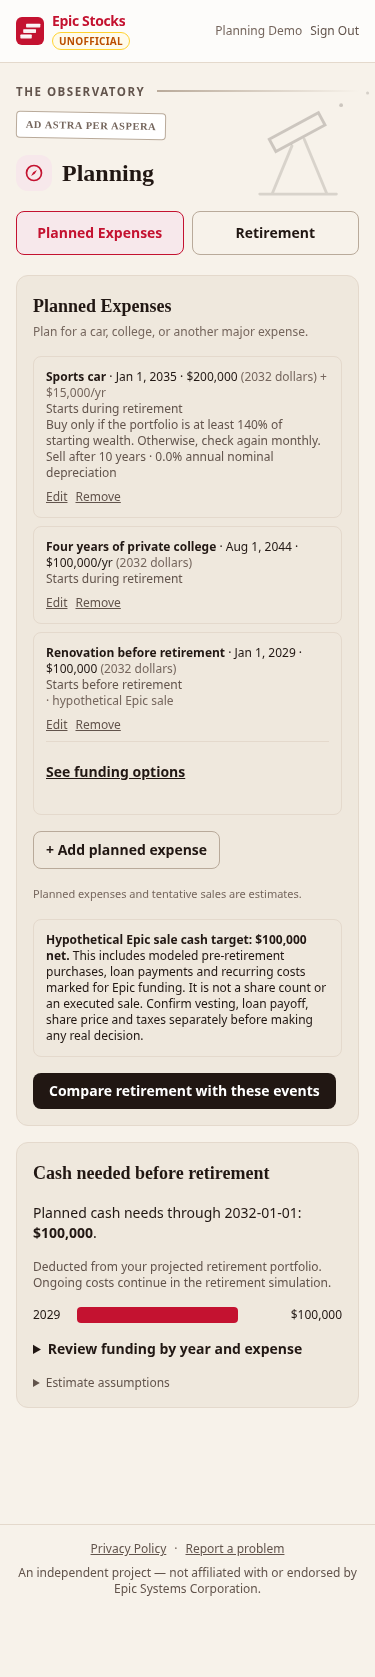 Epic Stocks
UNOFFICIAL
Planning Demo Sign Out
THE OBSERVATORY
AD ASTRA PER ASPERA
Planning
Planned Expenses
Retirement
Planned Expenses
Plan for a car, college, or another major expense.
Sports car · Jan 1, 2035 · $200,000 (2032 dollars) +
$15,000/yr
Starts during retirement
Buy only if the portfolio is at least 140% of
starting wealth. Otherwise, check again monthly.
Sell after 10 years · 0.0% annual nominal
depreciation
Edit Remove
Four years of private college · Aug 1, 2044 ·
$100,000/yr (2032 dollars)
Starts during retirement
Edit Remove
Renovation before retirement · Jan 1, 2029 ·
$100,000 (2032 dollars)
Starts before retirement
· hypothetical Epic sale
Edit Remove
See funding options
+ Add planned expense
Planned expenses and tentative sales are estimates.
Hypothetical Epic sale cash target: $100,000
net. This includes modeled pre-retirement
purchases, loan payments and recurring costs
marked for Epic funding. It is not a share count or
an executed sale. Confirm vesting, loan payoff,
share price and taxes separately before making
any real decision.
Compare retirement with these events
Cash needed before retirement
Planned cash needs through 2032-01-01:
$100,000.
Deducted from your projected retirement portfolio.
Ongoing costs continue in the retirement simulation.
2029 $100,000
Review funding by year and expense
Estimate assumptions
Privacy Policy · Report a problem
An independent project — not affiliated with or endorsed by
Epic Systems Corporation.